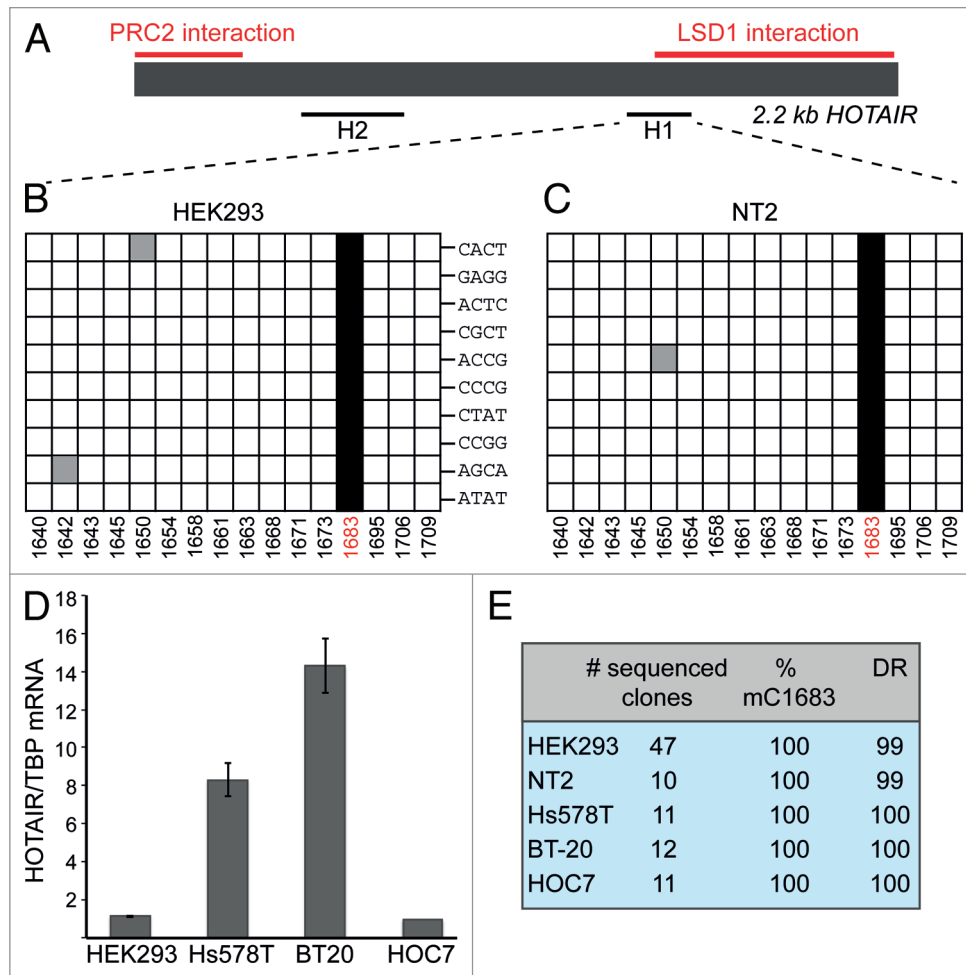 A
PRC2 interaction
LSD1 interaction
2.2 kb HOTAIR
H2
H1
B
HEK293
CACT
GAGG
ACTC
CGCT
ACCG
CCCG
CTAT
CCGG
AGCA
ATAT
1640 1642 1643 1645 1650 1654 1658 1661 1663 1668 1671 1673 1683 1695 1706 1709
C
NT2
1640 1642 1643 1645 1650 1654 1658 1661 1663 1668 1671 1673 1683 1695 1706 1709
D
HOTAIR/TBP mRNA
18
16
14
12
10
8
6
4
2
HEK293 Hs578T BT20 HOC7
E
# sequenced clones % mC1683 DR
HEK293 47 100 99
NT2 10 100 99
Hs578T 11 100 100
BT-20 12 100 100
HOC7 11 100 100